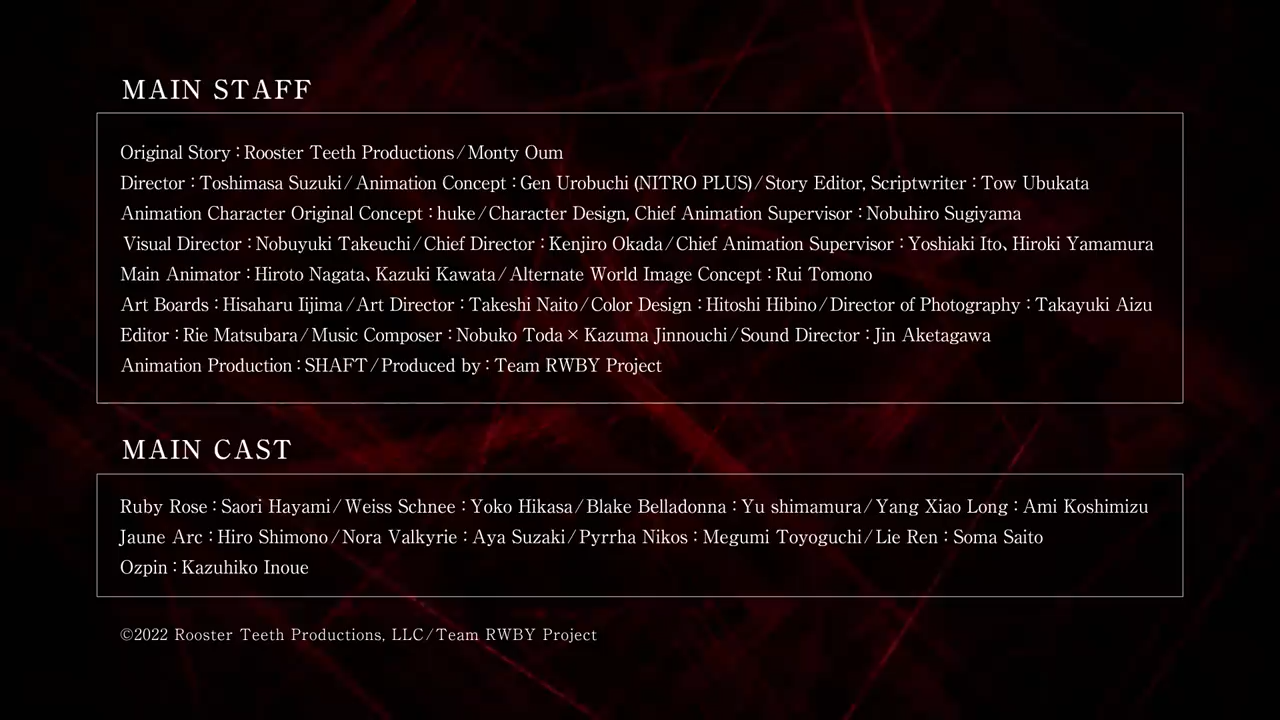 MAIN STAFF
Original Story : Rooster Teeth Productions / Monty Oum
Director : Toshimasa Suzuki / Animation Concept : Gen Urobuchi (NITRO PLUS) / Story Editor, Scriptwriter : Tow Ubukata
Animation Character Original Concept : huke / Character Design, Chief Animation Supervisor : Nobuhiro Sugiyama
Visual Director : Nobuyuki Takeuchi / Chief Director : Kenjiro Okada / Chief Animation Supervisor : Yoshiaki Ito、Hiroki Yamamura
Main Animator : Hiroto Nagata、Kazuki Kawata / Alternate World Image Concept : Rui Tomono
Art Boards : Hisaharu Iijima / Art Director : Takeshi Naito / Color Design : Hitoshi Hibino / Director of Photography : Takayuki Aizu
Editor : Rie Matsubara / Music Composer : Nobuko Toda × Kazuma Jinnouchi / Sound Director : Jin Aketagawa
Animation Production : SHAFT / Produced by : Team RWBY Project
MAIN CAST
Ruby Rose : Saori Hayami / Weiss Schnee : Yoko Hikasa / Blake Belladonna : Yu shimamura / Yang Xiao Long : Ami Koshimizu
Jaune Arc : Hiro Shimono / Nora Valkyrie : Aya Suzaki / Pyrrha Nikos : Megumi Toyoguchi / Lie Ren : Soma Saito
Ozpin : Kazuhiko Inoue
©2022 Rooster Teeth Productions, LLC / Team RWBY Project